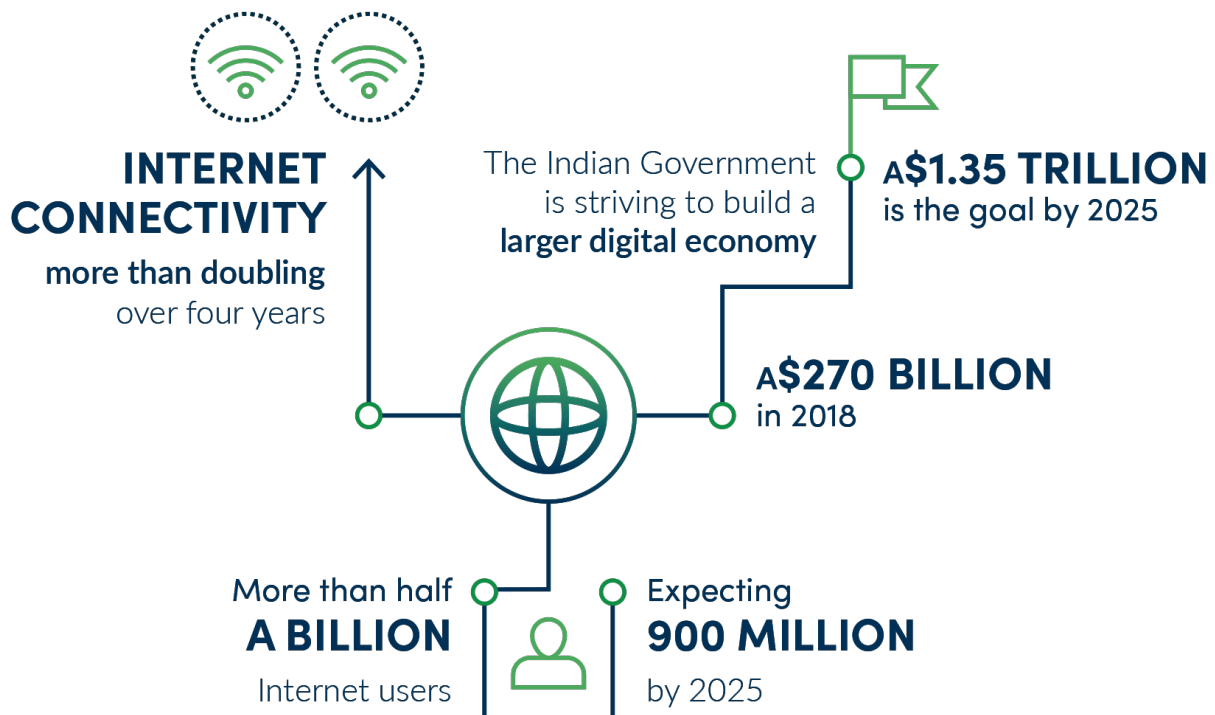 INTERNET
CONNECTIVITY
more than doubling
over four years
The Indian Government
is striving to build a
larger digital economy
A$1.35 TRILLION
is the goal by 2025
A$270 BILLION
in 2018
More than half
A BILLION
Internet users
Expecting
900 MILLION
by 2025